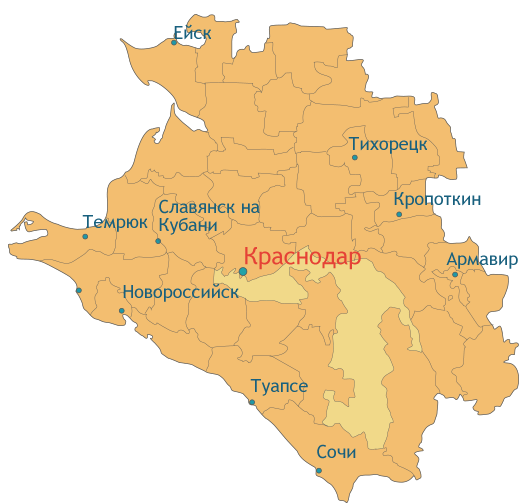 Ейск
Тихорецк
Кропоткин
Славянск на
Кубани
Темрюк
Краснодар
Армавир
Новороссийск
Туапсе
Сочи